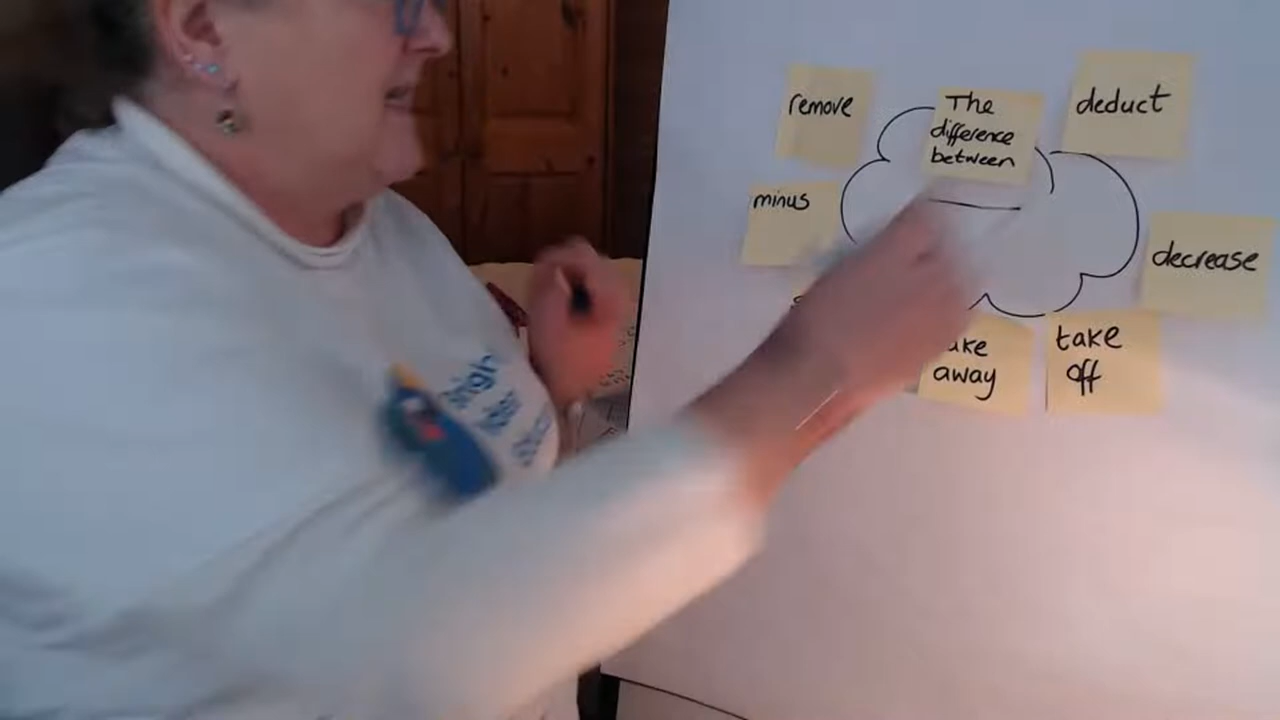 remove
The
difference
between
deduct
minus
decrease
away
take
off